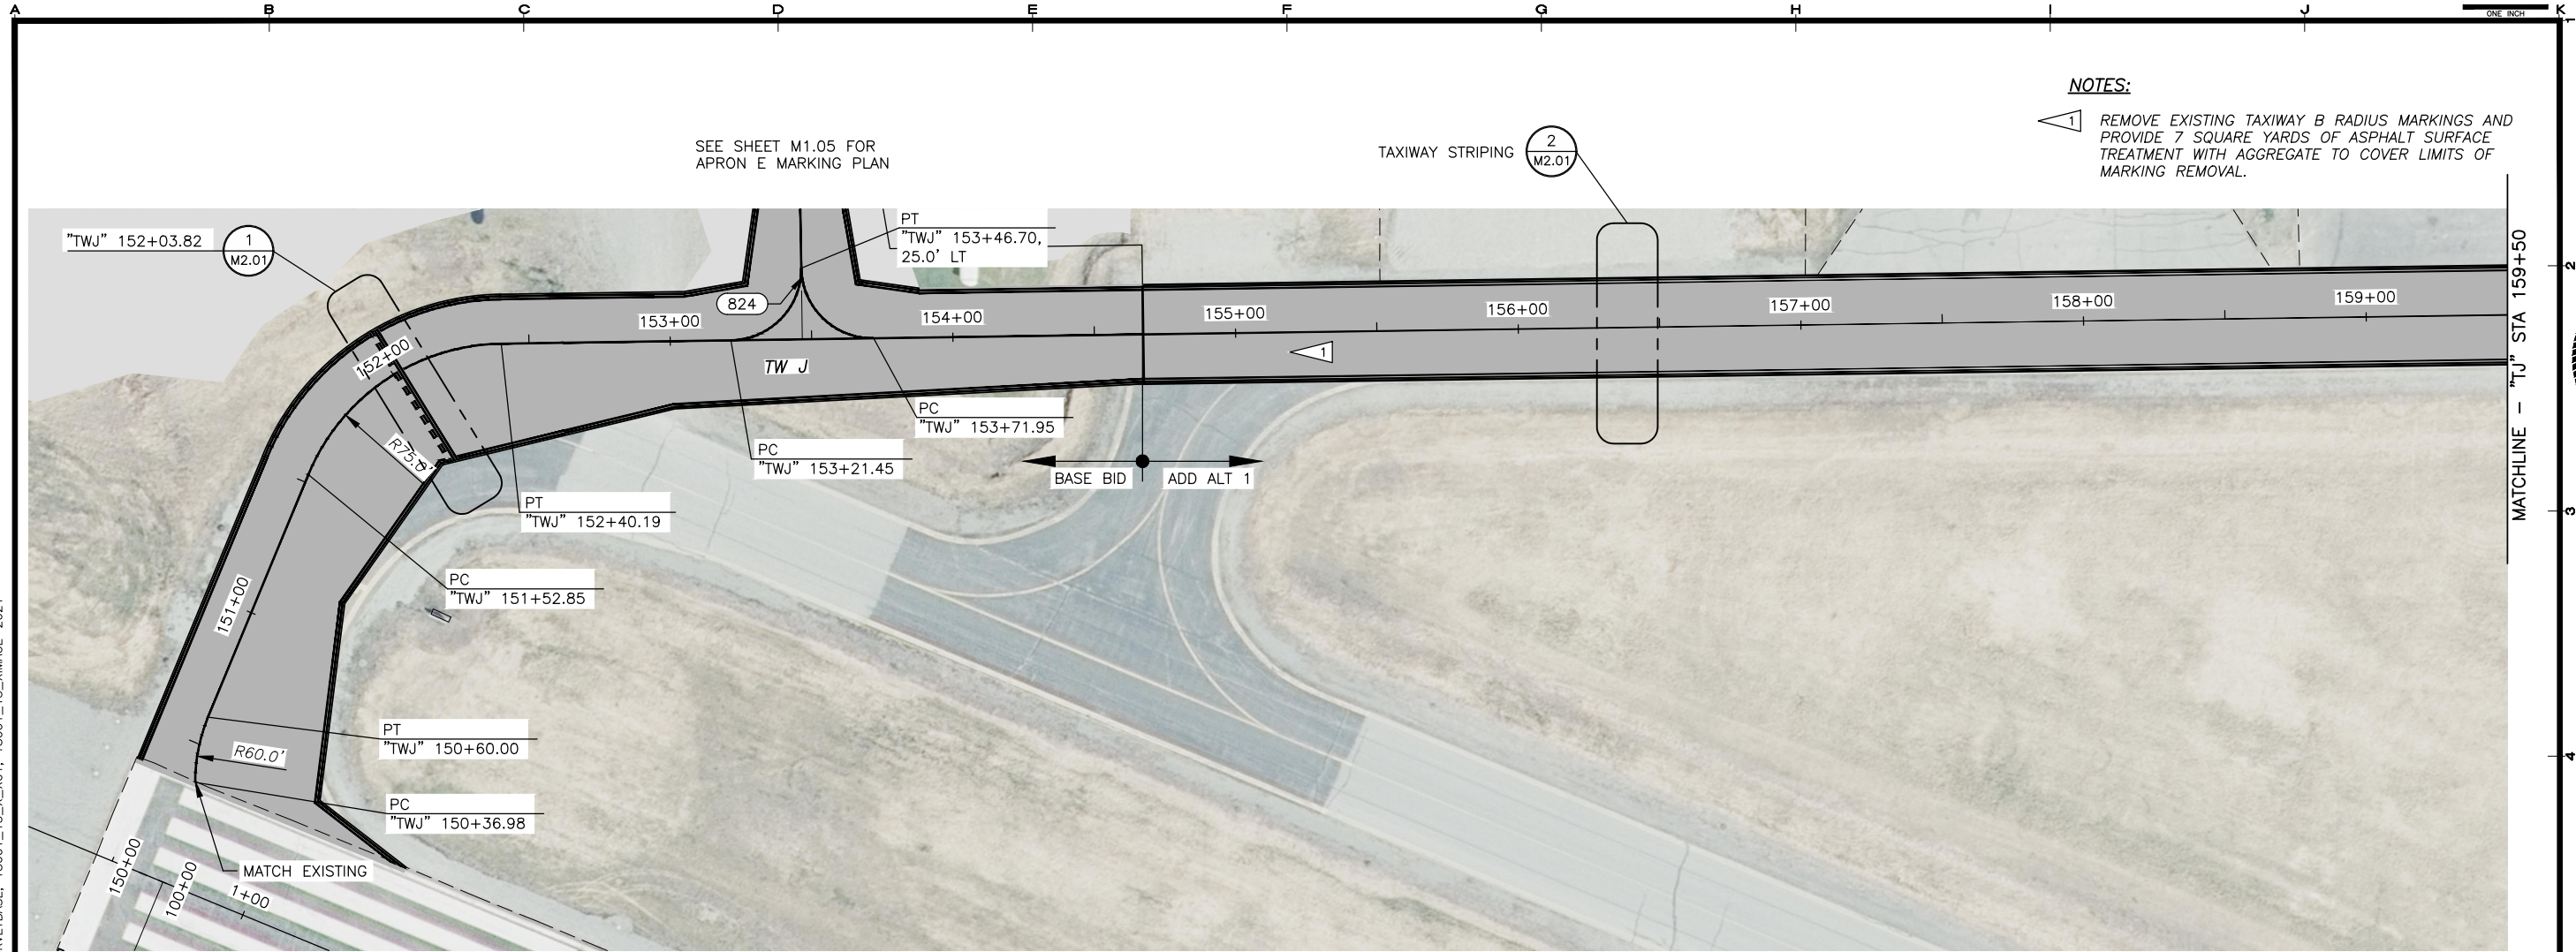 A B C D E F G H I J K
ONE INCH
1
NOTES:
1 REMOVE EXISTING TAXIWAY B RADIUS MARKINGS AND
PROVIDE 7 SQUARE YARDS OF ASPHALT SURFACE
TREATMENT WITH AGGREGATE TO COVER LIMITS OF
MARKING REMOVAL.
SEE SHEET M1.05 FOR
APRON E MARKING PLAN
TAXIWAY STRIPING
2
M2.01
"TWJ" 152+03.82
1
M2.01
PT
"TWJ" 153+46.70,
25.0' LT
824
152+00
153+00
154+00
155+00
156+00
157+00
158+00
159+00
MATCHLINE - "TJ" STA 159+50
2
TW J
1
R75.0'
PC
"TWJ" 153+71.95
PC
"TWJ" 153+21.45
BASE BID
ADD ALT 1
PT
"TWJ" 152+40.19
3
PC
"TWJ" 151+52.85
151+00
PT
"TWJ" 150+60.00
R60.0'
4
PC
"TWJ" 150+36.98
MATCH EXISTING
150+00
100+00
1+00